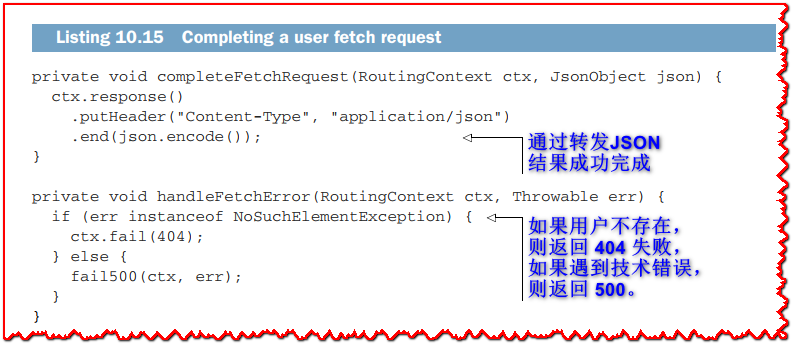 Listing 10.15 Completing a user fetch request
private void completeFetchRequest(RoutingContext ctx, JsonObject json) {
  ctx.response()
    .putHeader("Content-Type", "application/json")
    .end(json.encode());
}
通过转发JSON
结果成功完成
private void handleFetchError(RoutingContext ctx, Throwable err) {
  if (err instanceof NoSuchElementException) {
    ctx.fail(404);
  } else {
    fail500(ctx, err);
  }
}
如果用户不存在，
则返回 404 失败，
如果遇到技术错误，
则返回 500。